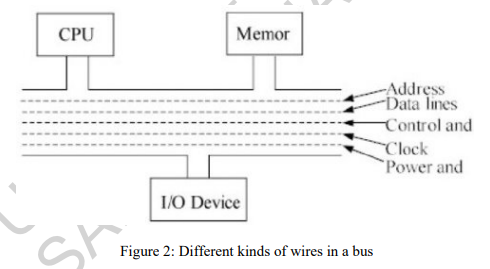 CPU
Memor
Address
Data lines
Control and
Clock
Power and
I/O Device
Figure 2: Different kinds of wires in a bus